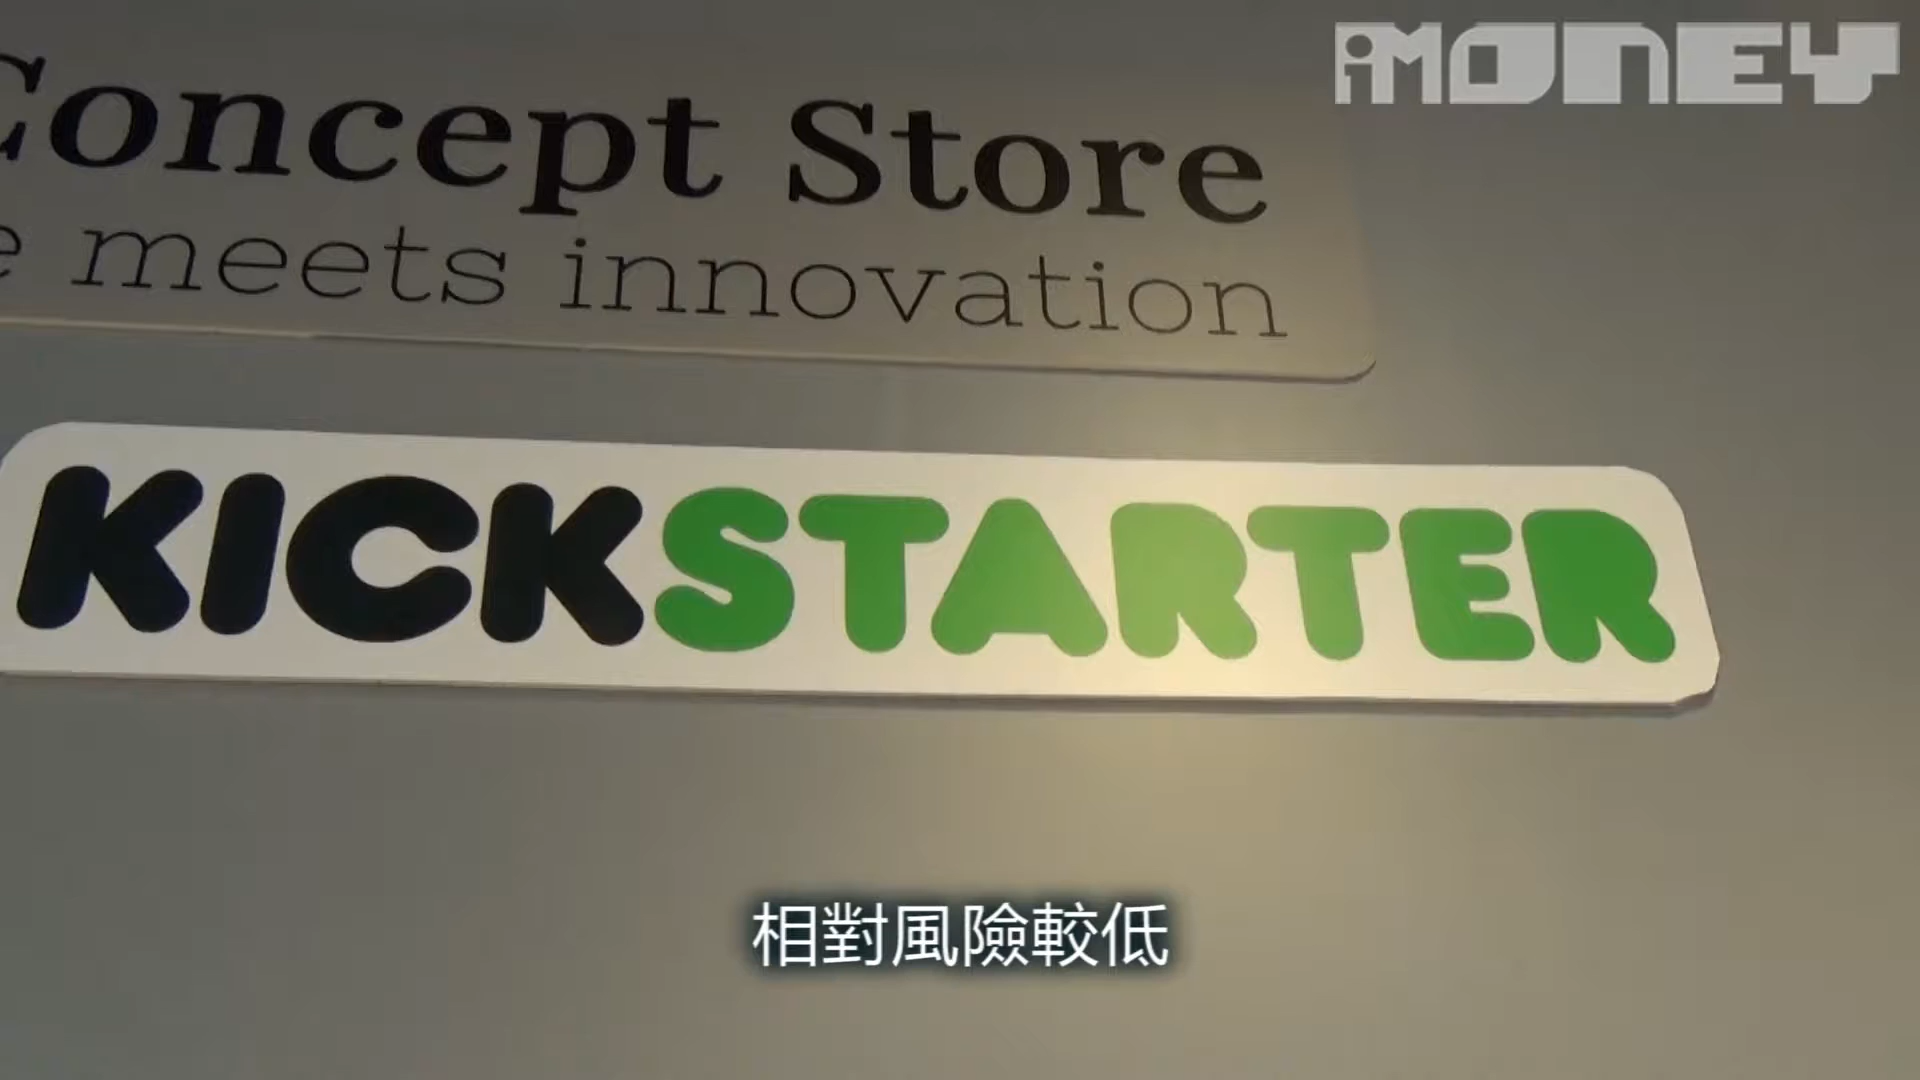 iMONEY
Concept Store
e meets innovation
KICKSTARTER
相對風險較低